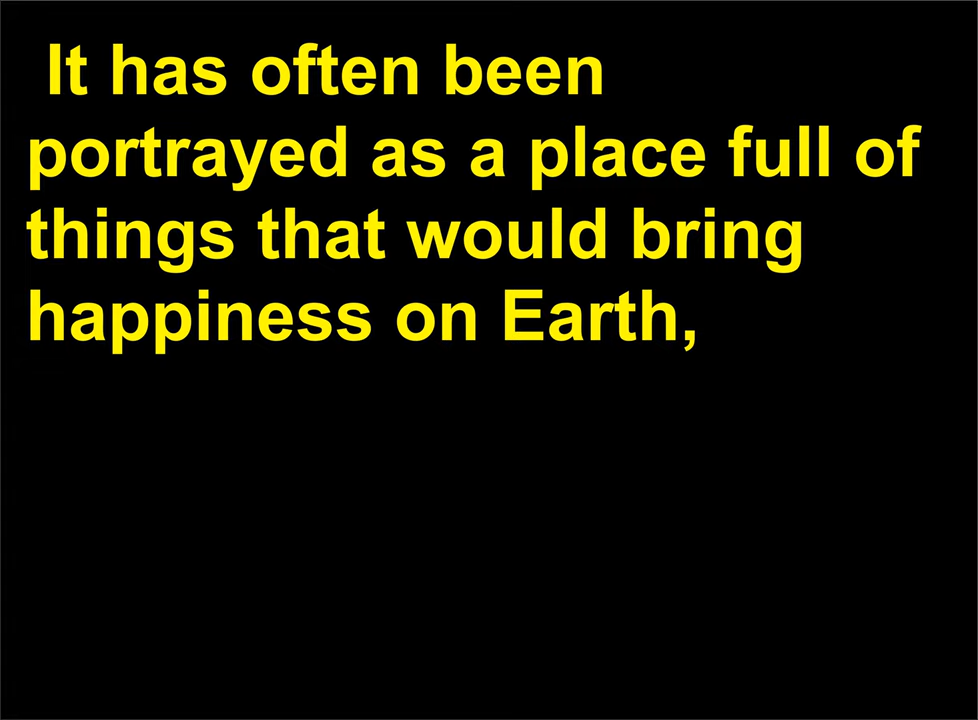 It has often been
portrayed as a place full of
things that would bring
happiness on Earth,